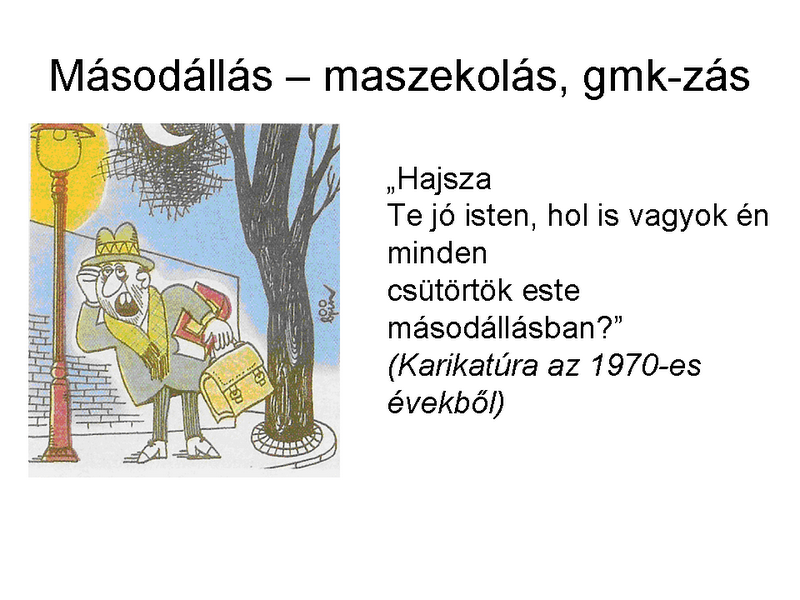 Másodállás – maszekolás, gmk-zás
„Hajsza
Te jó isten, hol is vagyok én
minden
csütörtök este
másodállásban?”
(Karikatúra az 1970-es
évekből)